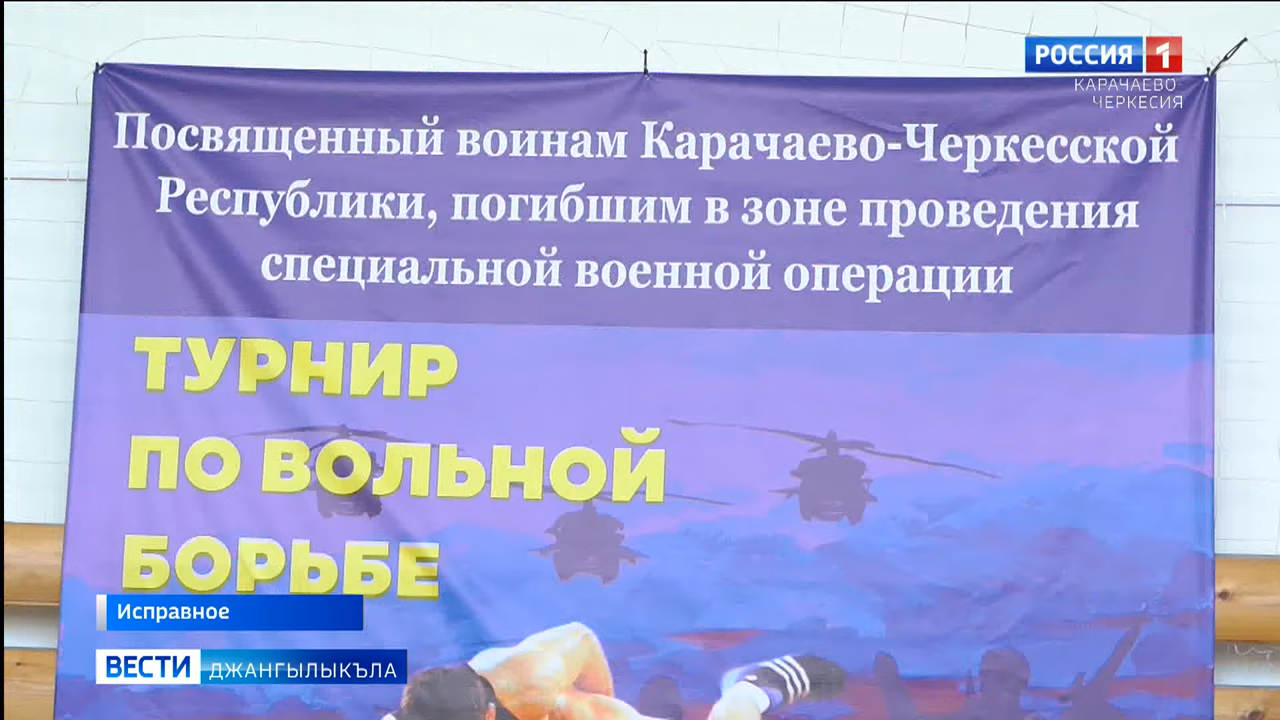 РОССИЯ 1
КАРАЧАЕВО
ЧЕРКЕСИЯ
Посвященный воинам Карачаево-Черкесской
Республики, погибшим в зоне проведения
специальной военной операции
ТУРНИР
ПО ВОЛЬНОЙ
БОРЬБЕ
Исправное
ВЕСТИ ДЖАНГЫЛЫКЪЛА